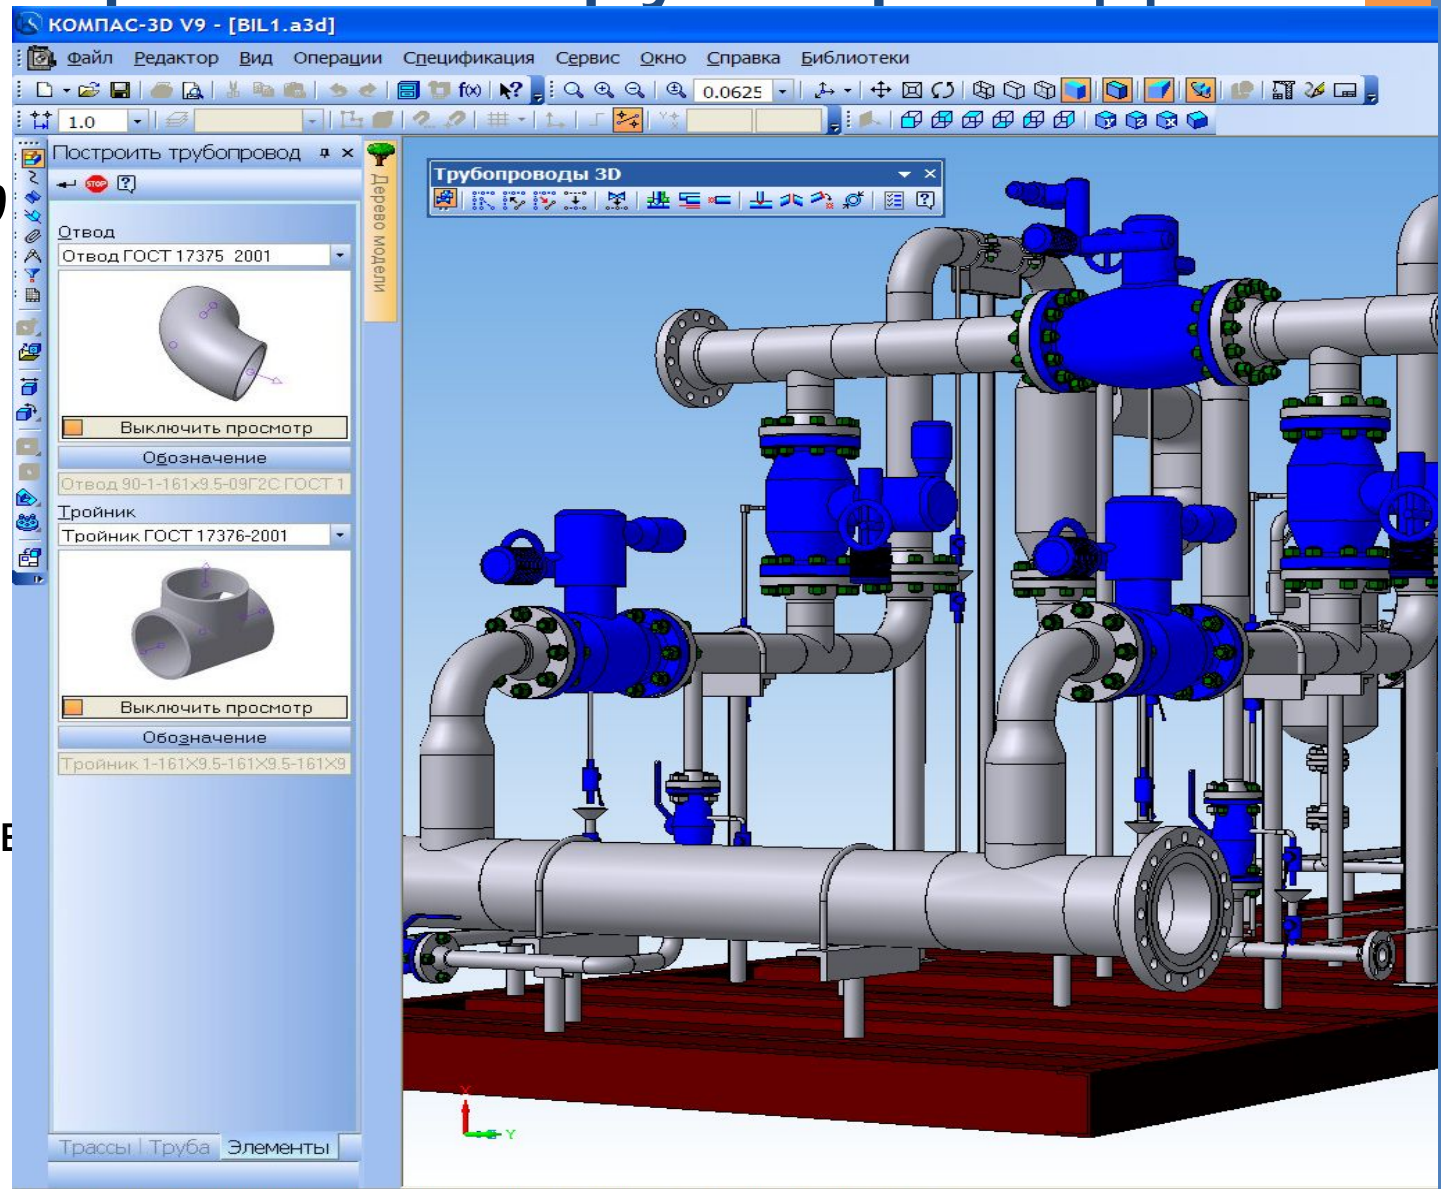 КОМПАС-3D V9 - [BIL1.a3d]
Файл Редактор Вид Операции Спецификация Сервис Окно Справка Библиотеки
f(x) 0.0625
1.0
Построить трубопровод
STOP
Дерево модели
Трубопроводы 3D
Отвод
Отвод ГОСТ 17375 2001
Выключить просмотр
Обозначение
Отвод 90-1-161x9.5-09Г2С ГОСТ 1
Тройник
Тройник ГОСТ 17376-2001
Выключить просмотр
Обозначение
Тройник 1-161X9.5-161X9.5-161X9
Трассы Труба Элементы
X
Y